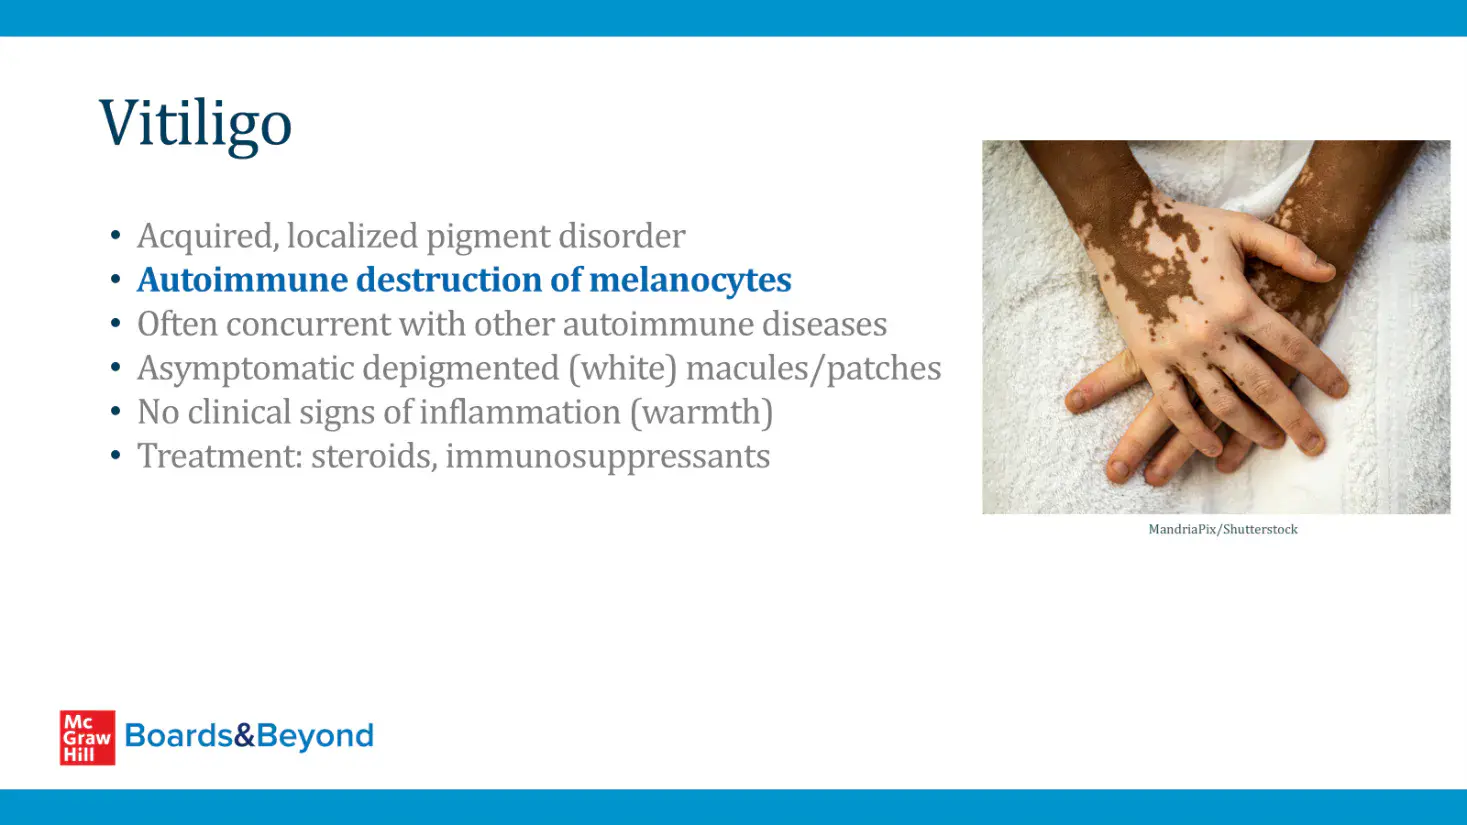 Vitiligo
• Acquired, localized pigment disorder
• Autoimmune destruction of melanocytes
• Often concurrent with other autoimmune diseases
• Asymptomatic depigmented (white) macules/patches
• No clinical signs of inflammation (warmth)
• Treatment: steroids, immunosuppressants
MandriaPix/Shutterstock
Mc
Graw
Hill
Boards&Beyond